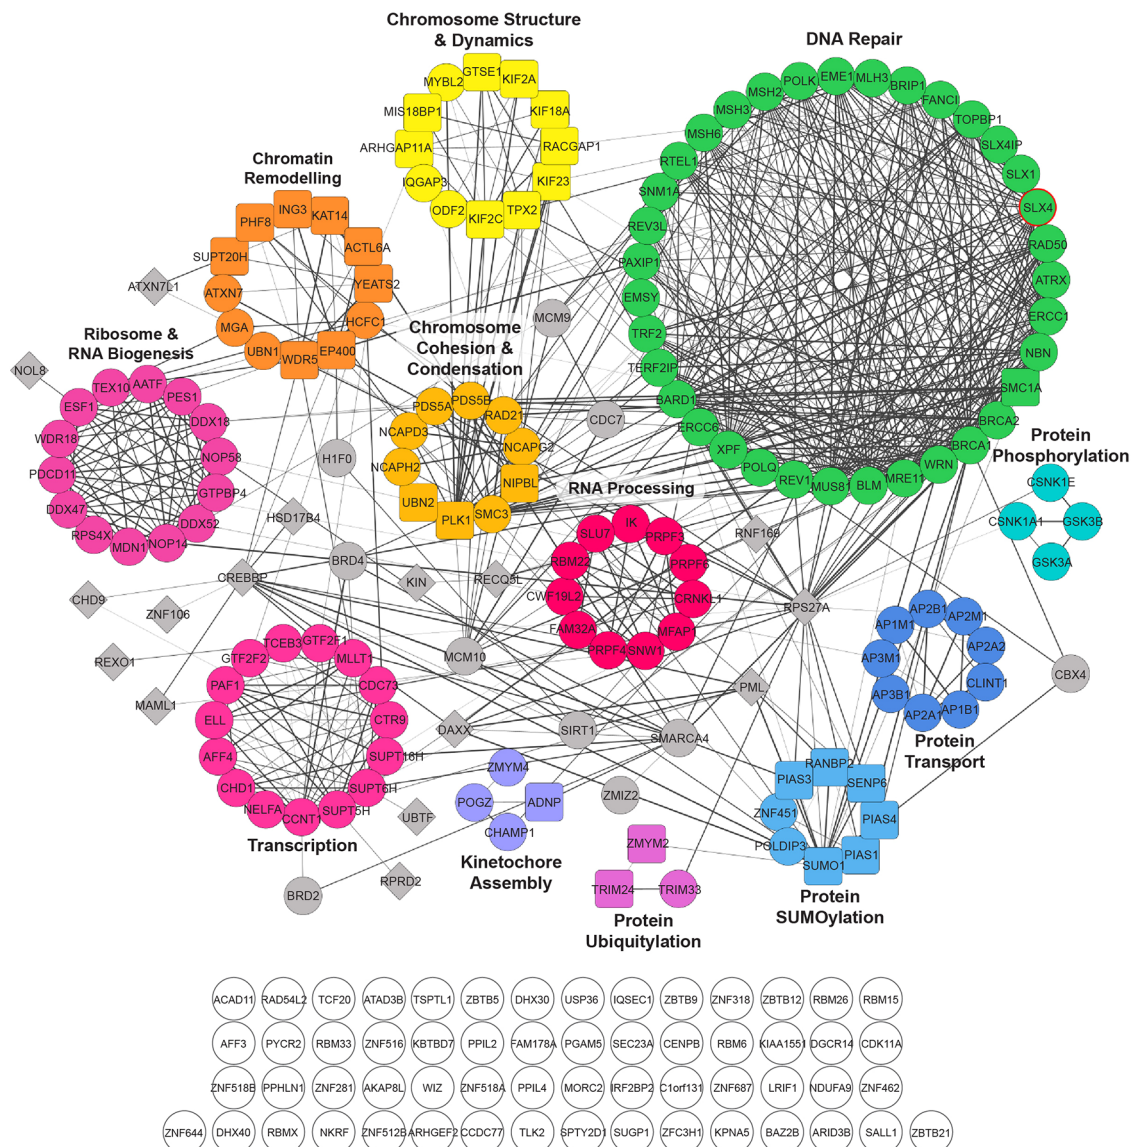 Chromosome Structure
& Dynamics
MYBL2
GTSE1
KIF2A
MIS18BP1
KIF18A
ARHGAP11A
RACGAP1
IQGAP3
KIF23
ODF2
KIF2C
TPX2
DNA Repair
POLK
EME1
MLH3
BRIP1
MSH2
FANCI
MSH3
TOPBP1
MSH6
SLX4IP
RTEL1
SLX1
SNM1A
SLX4
REV3L
RAD50
PAXIP1
ATRX
EMSY
ERCC1
TRF2
NBN
TERF2IP
SMC1A
BARD1
BRCA2
ERCC6
BRCA1
XPF
WRN
POLQ
MRE11
REV1
MUS81
BLM
Chromatin
Remodelling
ING3
KAT14
PHF8
ACTL6A
SUPT20H
YEATS2
ATXN7
HCFC1
MGA
EP400
UBN1
WDR5
ATXN7L1
MCM9
Ribosome &
RNA Biogenesis
NOL8
TEX10
AATF
PES1
ESF1
DDX18
WDR18
NOP58
PDCD11
GTPBP4
DDX47
DDX52
RPS4X
MDN1
NOP14
Chromosome
Cohesion &
Condensation
PDS5A
PDS5B
RAD21
NCAPD3
NCAPG2
NCAPH2
NIPBL
UBN2
PLK1
SMC3
CDC7
H1F0
HSD17B4
RNA Processing
IK
SLU7
PRPF3
RBM22
PRPF6
CWF19L2
CRNKL1
FAM32A
MFAP1
PRPF4
SNW1
Protein
Phosphorylation
CSNK1E
CSNK1A1
GSK3B
GSK3A
RNF169
BRD4
CREBBP
KIN
RECQ5L
CHD9
ZNF106
RPS27A
REXO1
MAML1
MCM10
PML
CBX4
DAXX
SIRT1
SMARCA4
ZMIZ2
UBTF
RPRD2
BRD2
AP2B1
AP1M1
AP2M1
AP3M1
AP2A2
AP3B1
CLINT1
AP2A1
AP1B1
Protein
Transport
TCEB3
GTF2F1
GTF2F2
MLLT1
PAF1
CDC73
ELL
CTR9
AFF4
SUPT16H
CHD1
SUPT6H
NELFA
CCNT1
SUPT5H
Transcription
ZMYM4
POGZ
ADNP
CHAMP1
Kinetochore
Assembly
ZMYM2
TRIM24
TRIM33
Protein
Ubiquitylation
RANBP2
PIAS3
SENP6
ZNF451
PIAS4
POLDIP3
PIAS1
SUMO1
Protein
SUMOylation
ACAD11 RAD54L2 TCF20 ATAD3B TSPTL1 ZBTB5 DHX30 USP36 IQSEC1 ZBTB9 ZNF318 ZBTB12 RBM26 RBM15
AFF3 PYCR2 RBM33 ZNF516 KBTBD7 PPIL2 FAM178A PGAM5 SEC23A CENPB RBM6 KIAA1551 DGCR14 CDK11A
ZNF518B PPHLN1 ZNF281 AKAP8L WIZ ZNF518A PPIL4 MORC2 IRF2BP2 C1orf131 ZNF687 LRIF1 NDUFA9 ZNF462
ZNF644 DHX40 RBMX NKRF ZNF512B ARHGEF2 CCDC77 TLK2 SPTY2D1 SUGP1 ZFC3H1 KPNA5 BAZ2B ARID3B SALL1 ZBTB21